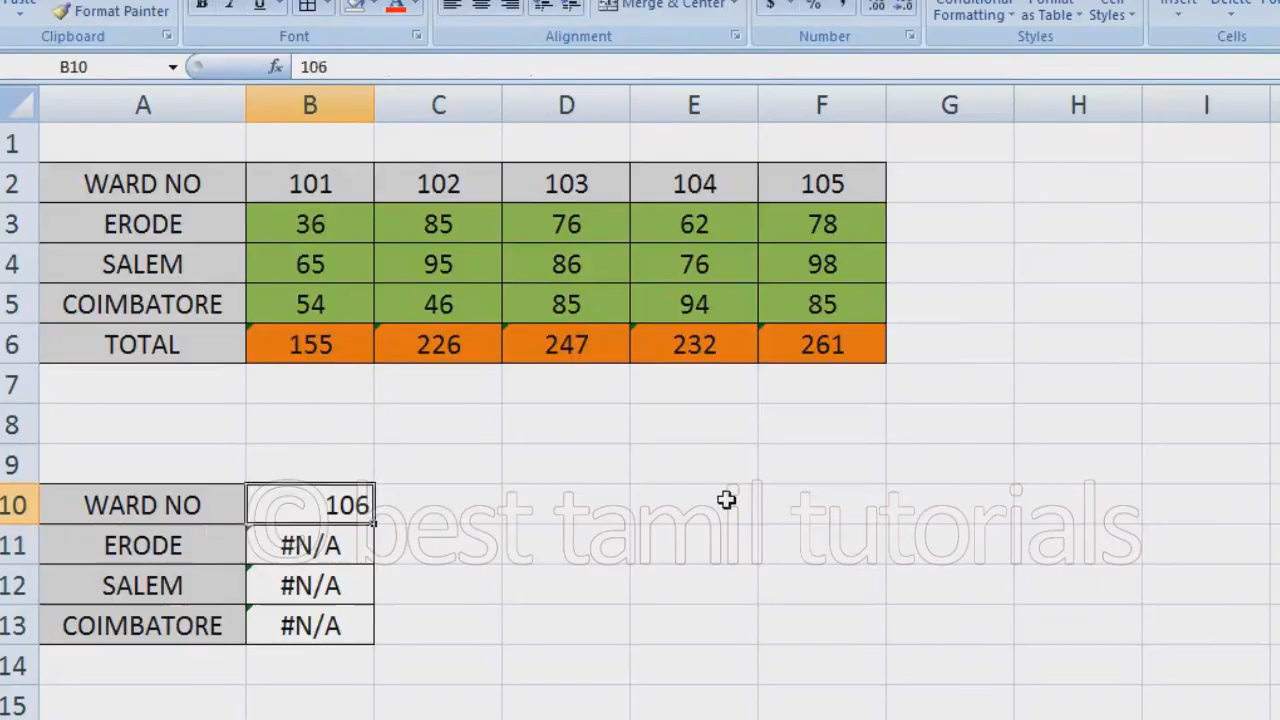 Paste
Format Painter
B I U A
Merge & Center
$ % ,
Conditional Format Cell
Formatting as Table Styles
Insert Delete
Clipboard Font Alignment Number Styles Cells
B10 fx 106
A B C D E F G H I
1
2 WARD NO 101 102 103 104 105
3 ERODE 36 85 76 62 78
4 SALEM 65 95 86 76 98
5 COIMBATORE 54 46 85 94 85
6 TOTAL 155 226 247 232 261
7
8
9
10 WARD NO 106
11 ERODE #N/A
12 SALEM #N/A
13 COIMBATORE #N/A
14
15
© best tamil tutorials